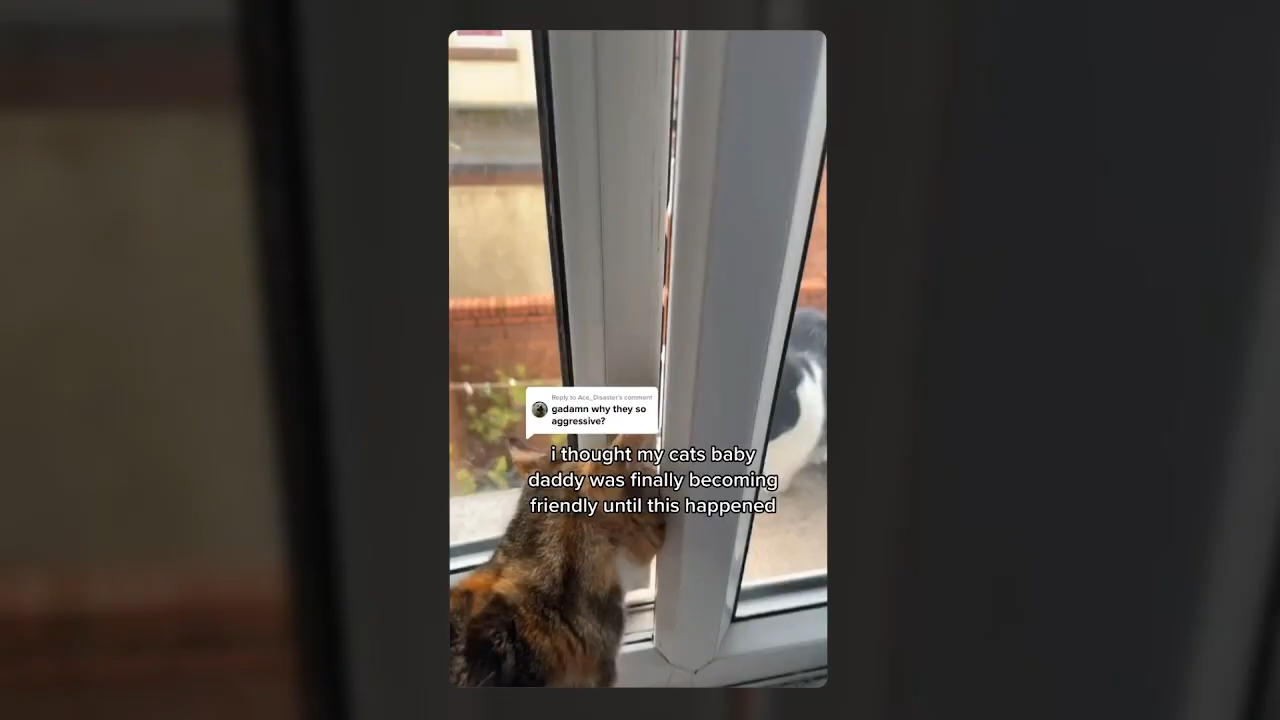 Reply to Ace_Disaster's comment
gadamn why they so
aggressive?
i thought my cats baby
daddy was finally becoming
friendly until this happened